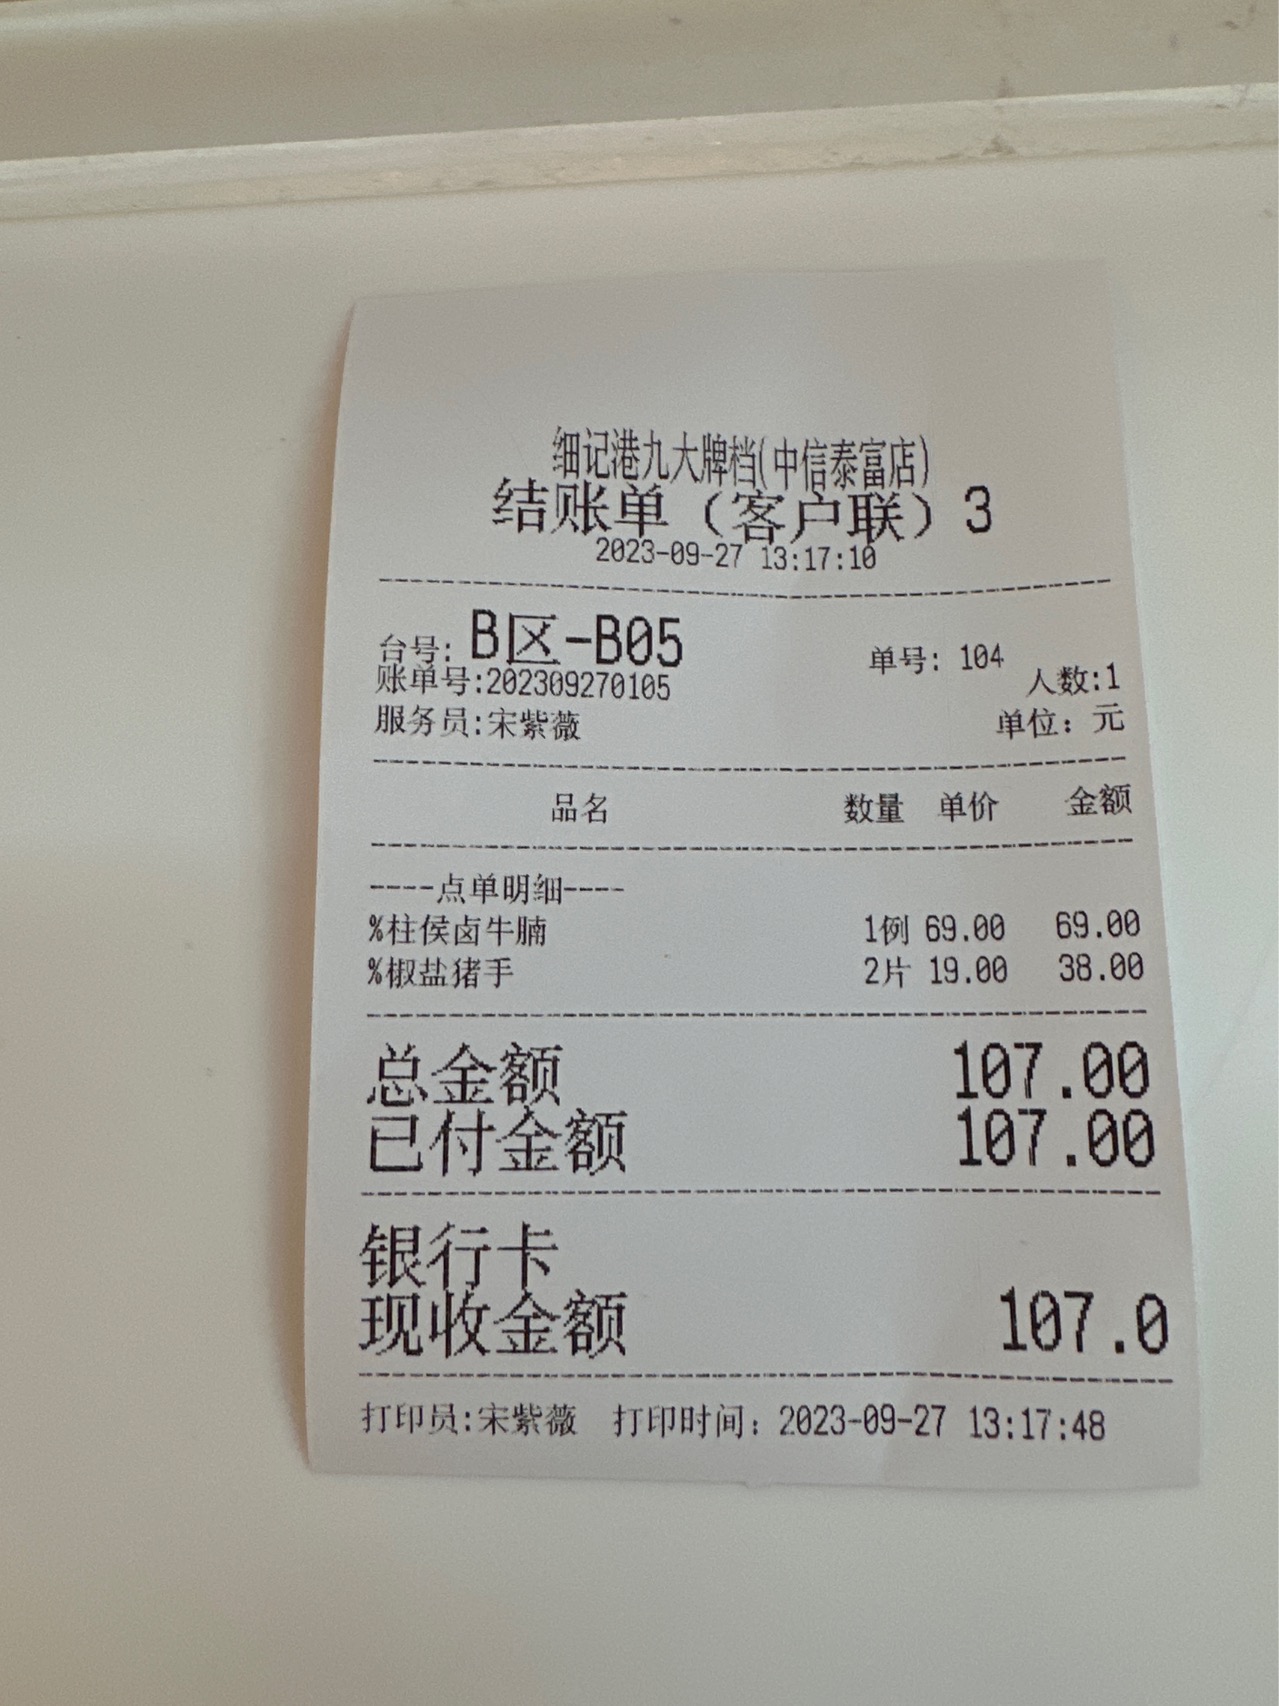 细记港九大牌档(中信泰富店)
结账单（客户联）3
2023-09-27 13:17:10
台号: B区-B05 单号: 104
账单号:202309270105 人数:1
服务员:宋紫薇 单位: 元
品名 数量 单价 金额
----点单明细----
%柱侯卤牛腩 1例 69.00 69.00
%椒盐猪手 2片 19.00 38.00
总金额 107.00
已付金额 107.00
银行卡
现收金额 107.0
打印员:宋紫薇 打印时间: 2023-09-27 13:17:48